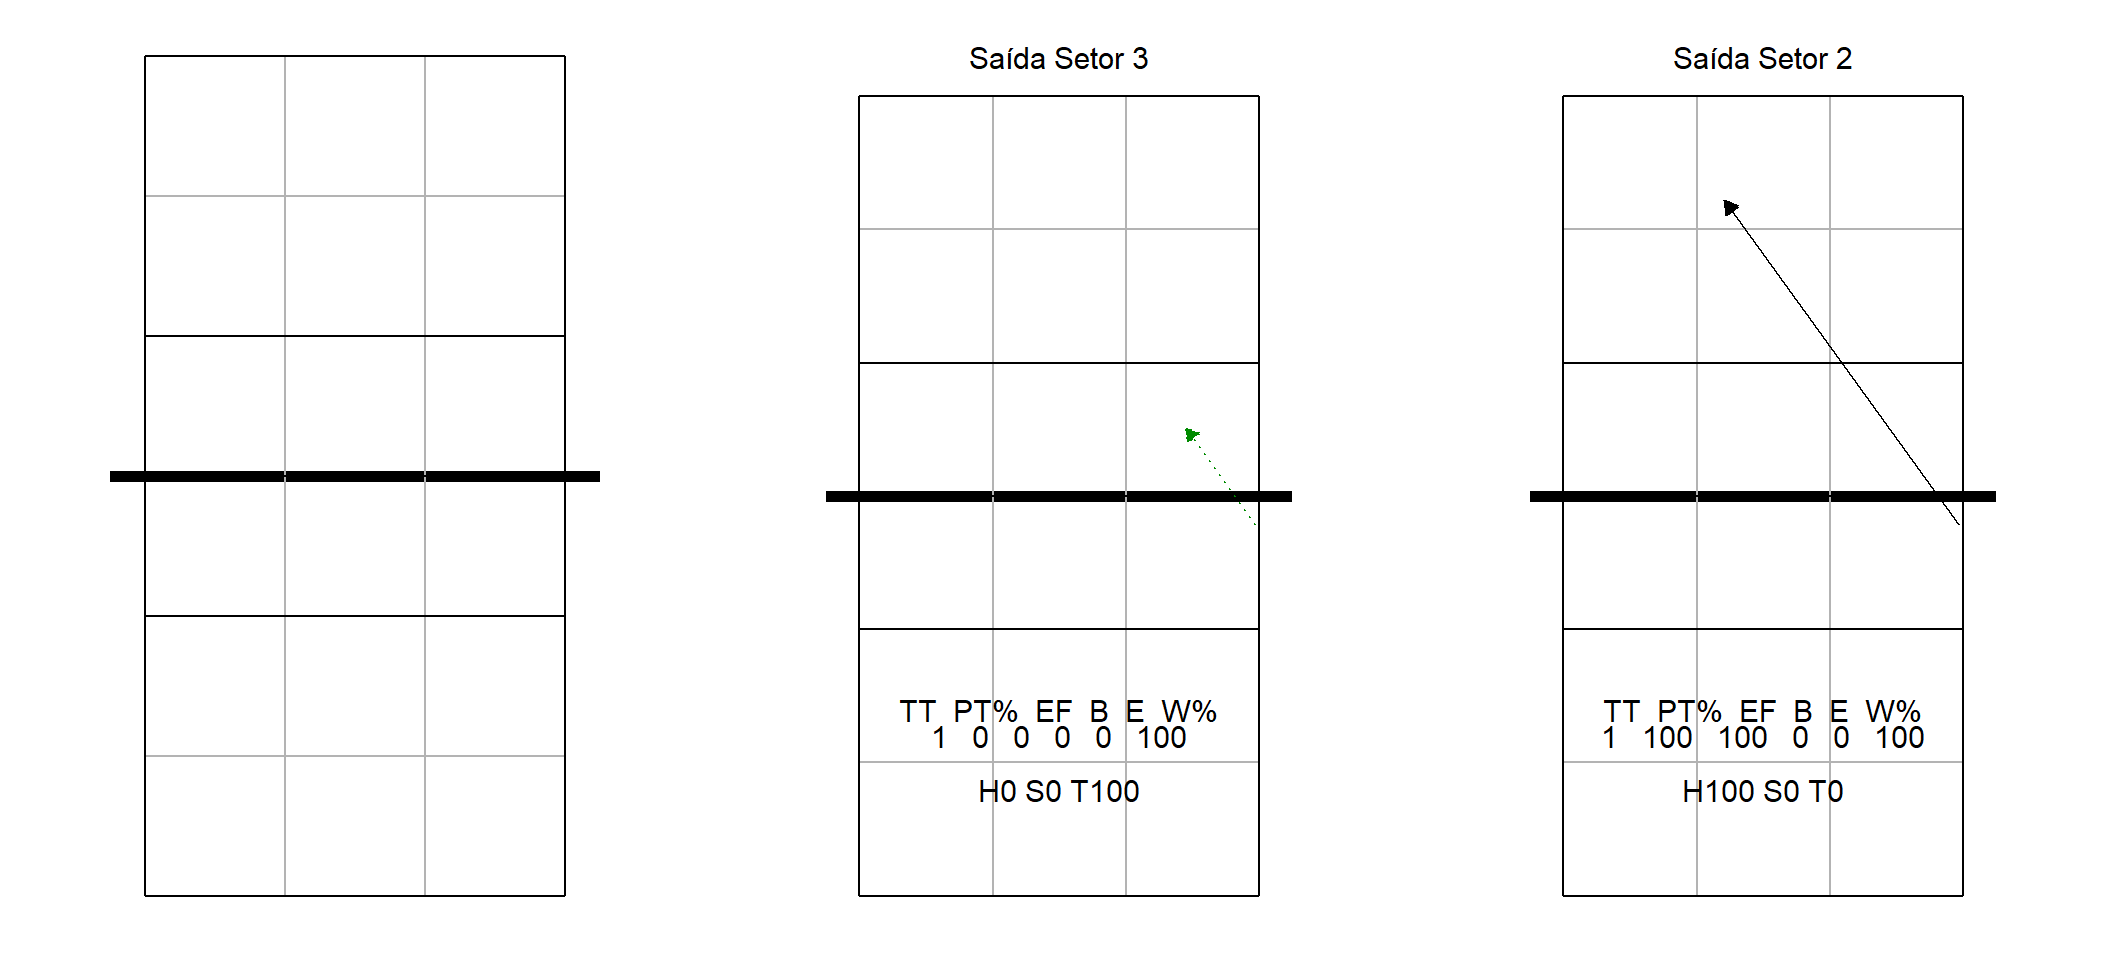 Saída Setor 3
TT PT% EF B E W%
1 0 0 0 0 100
H0 S0 T100
Saída Setor 2
TT PT% EF B E W%
1 100 100 0 0 100
H100 S0 T0